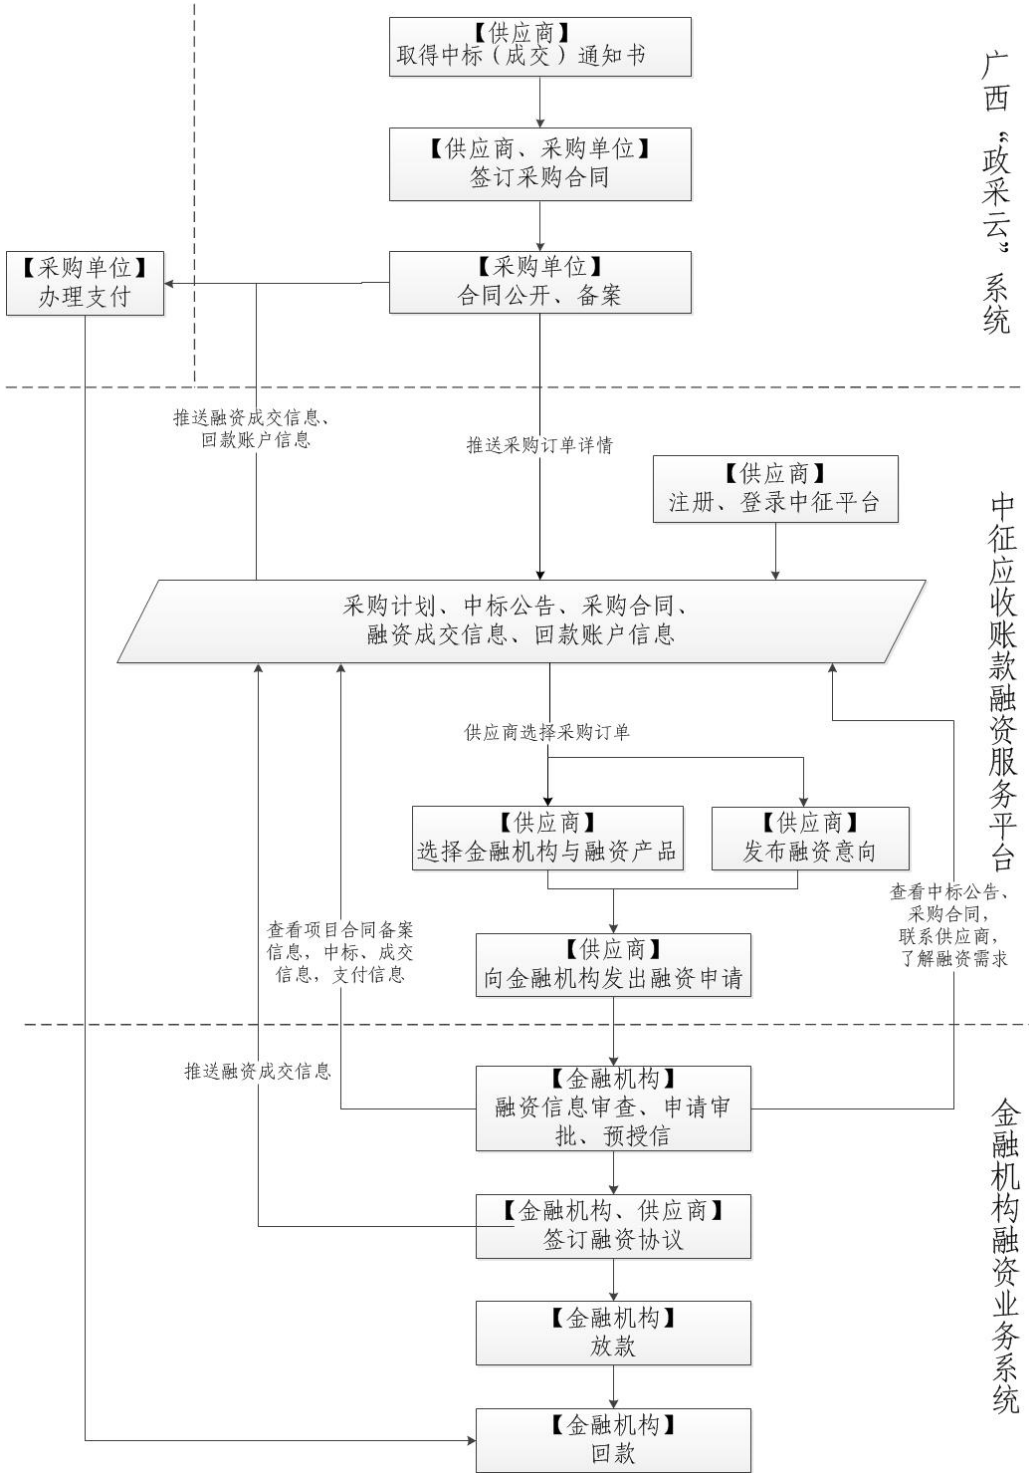 【供应商】
取得中标（成交）通知书
广西“政采云”系统
【供应商、采购单位】
签订采购合同
【采购单位】
办理支付
【采购单位】
合同公开、备案
推送融资成交信息、
回款账户信息
推送采购订单详情
【供应商】
注册、登录中征平台
中征应收账款融资服务平台
采购计划、中标公告、采购合同、
融资成交信息、回款账户信息
供应商选择采购订单
【供应商】
选择金融机构与融资产品
【供应商】
发布融资意向
查看中标公告、
采购合同，
联系供应商，
了解融资需求
查看项目合同备案
信息，中标、成交
信息，支付信息
【供应商】
向金融机构发出融资申请
推送融资成交信息
【金融机构】
融资信息审查、申请审
批、预授信
金融机构融资业务系统
【金融机构、供应商】
签订融资协议
【金融机构】
放款
【金融机构】
回款